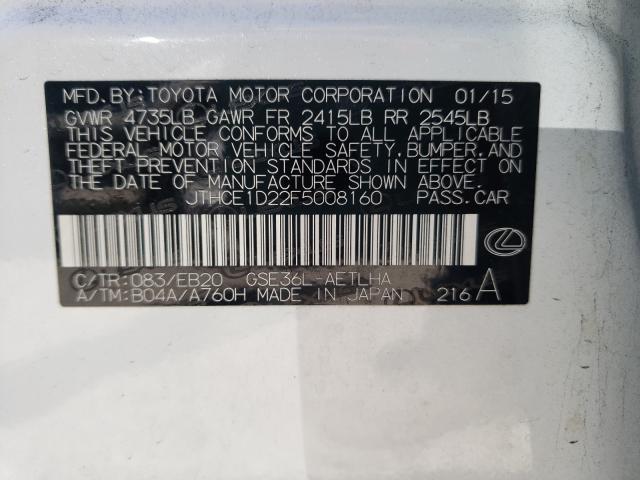 MFD.BY:TOYOTA MOTOR CORPORATION 01/15
GVWR 4735LB GAWR FR 2415LB RR 2545LB
THIS VEHICLE CONFORMS TO ALL APPLICABLE
FEDERAL MOTOR VEHICLE SAFETY,BUMPER,AND
THEFT PREVENTION STANDARDS IN EFFECT ON
THE DATE OF MANUFACTURE SHOWN ABOVE.
JTHCE1D22F5008160 PASS.CAR
C/TR:083/EB20 GSE36L-AETLHA
A/TM:B04A/A760H MADE IN JAPAN 216 A